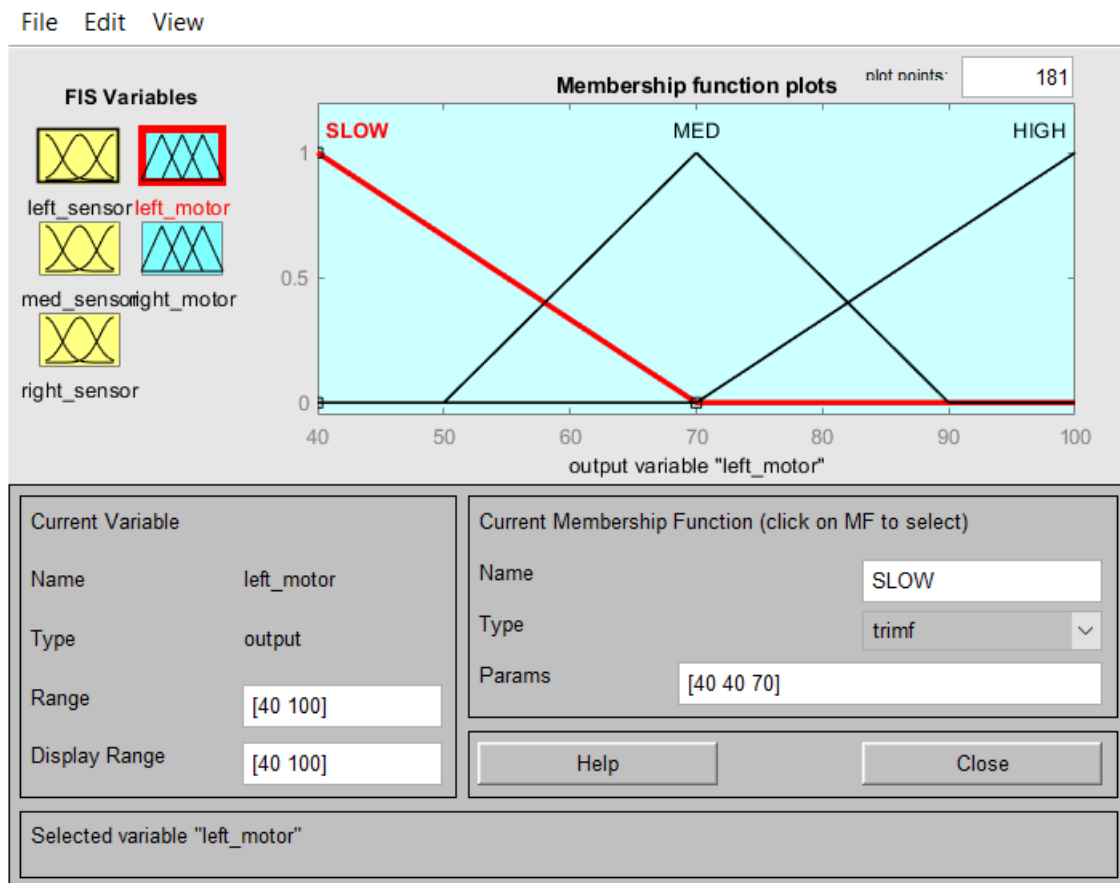 File Edit View
FIS Variables
left_sensor
left_motor
med_sensor
right_motor
right_sensor
Membership function plots
plot points:
181
SLOW
MED
HIGH
1
0.5
0
40 50 60 70 80 90 100
output variable "left_motor"
Current Variable
Name left_motor
Type output
Range [40 100]
Display Range [40 100]
Current Membership Function (click on MF to select)
Name SLOW
Type trimf
Params [40 40 70]
Help Close
Selected variable "left_motor"